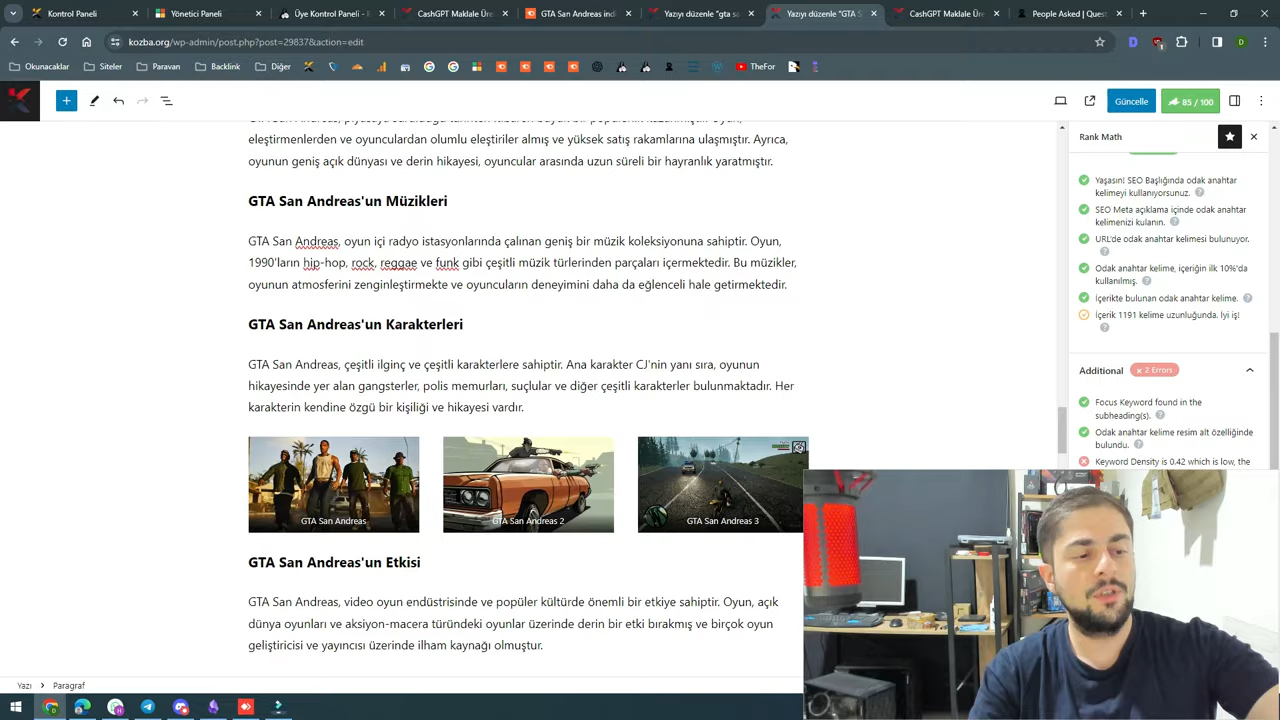 Kontrol Paneli
Yönetici Paneli
Üye Kontrol Paneli -
CashGPT Maklale Üre
GTA San Andreas ind
Yazıyı düzenle "gta sa
Yazıyı düzenle "GTA S
CashGPT Maklale Üre
People Asked | Quest
kozba.org/wp-admin/post.php?post=29837&action=edit
D
Okunacaklar
Siteler
Paravan
Backlink
Diğer
TheFor
Güncelle
85 / 100
eleştirmenlerden ve oyunculardan olumlu eleştiriler almış ve yüksek satış rakamlarına ulaşmıştır. Ayrıca,
oyunun geniş açık dünyası ve derin hikayesi, oyuncular arasında uzun süreli bir hayranlık yaratmıştır.
GTA San Andreas'un Müzikleri
GTA San Andreas, oyun içi radyo istasyonlarında çalınan geniş bir müzik koleksiyonuna sahiptir. Oyun,
1990'ların hip-hop, rock, reggae ve funk gibi çeşitli müzik türlerinden parçaları içermektedir. Bu müzikler,
oyunun atmosferini zenginleştirmekte ve oyuncuların deneyimini daha da eğlenceli hale getirmektedir.
GTA San Andreas'un Karakterleri
GTA San Andreas, çeşitli ilginç ve çeşitli karakterlere sahiptir. Ana karakter CJ'nin yanı sıra, oyunun
hikayesinde yer alan gangsterler, polis memurları, suçlular ve diğer çeşitli karakterler bulunmaktadır. Her
karakterin kendine özgü bir kişiliği ve hikayesi vardır.
GTA San Andreas
GTA San Andreas 2
GTA San Andreas 3
GTA San Andreas'un Etkisi
GTA San Andreas, video oyun endüstrisinde ve popüler kültürde önemli bir etkiye sahiptir. Oyun, açık
dünya oyunları ve aksiyon-macera türündeki oyunlar üzerinde derin bir etki bırakmış ve birçok oyun
geliştiricisi ve yayıncısı üzerinde ilham kaynağı olmuştur.
Yazı
Paragraf
Rank Math
Yaşasın! SEO Başlığında odak anahtar
kelimeyi kullanıyorsunuz.
SEO Meta açıklama içinde odak anahtar
kelimenizi kulanın.
URL'de odak anahtar kelimesi bulunuyor.
Odak anahtar kelime, içeriğin ilk 10%'da
kullanılmış.
İçerikte bulunan odak anahtar kelime.
İçerik 1191 kelime uzunluğunda. İyi iş!
Additional
2 Errors
Focus Keyword found in the
subheading(s).
Odak anahtar kelime resim alt özelliğinde
bulundu.
Keyword Density is 0.42 which is low, the